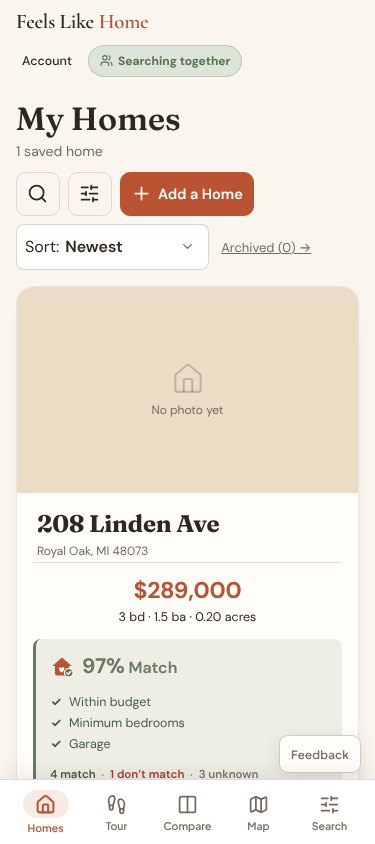 Feels Like Home
Account
Searching together
My Homes
1 saved home
Add a Home
Sort: Newest
Archived (0) →
No photo yet
208 Linden Ave
Royal Oak, MI 48073
$289,000
3 bd · 1.5 ba · 0.20 acres
97% Match
✓ Within budget
✓ Minimum bedrooms
✓ Garage
4 match · 1 don't match · 3 unknown
Feedback
Homes
Tour
Compare
Map
Search